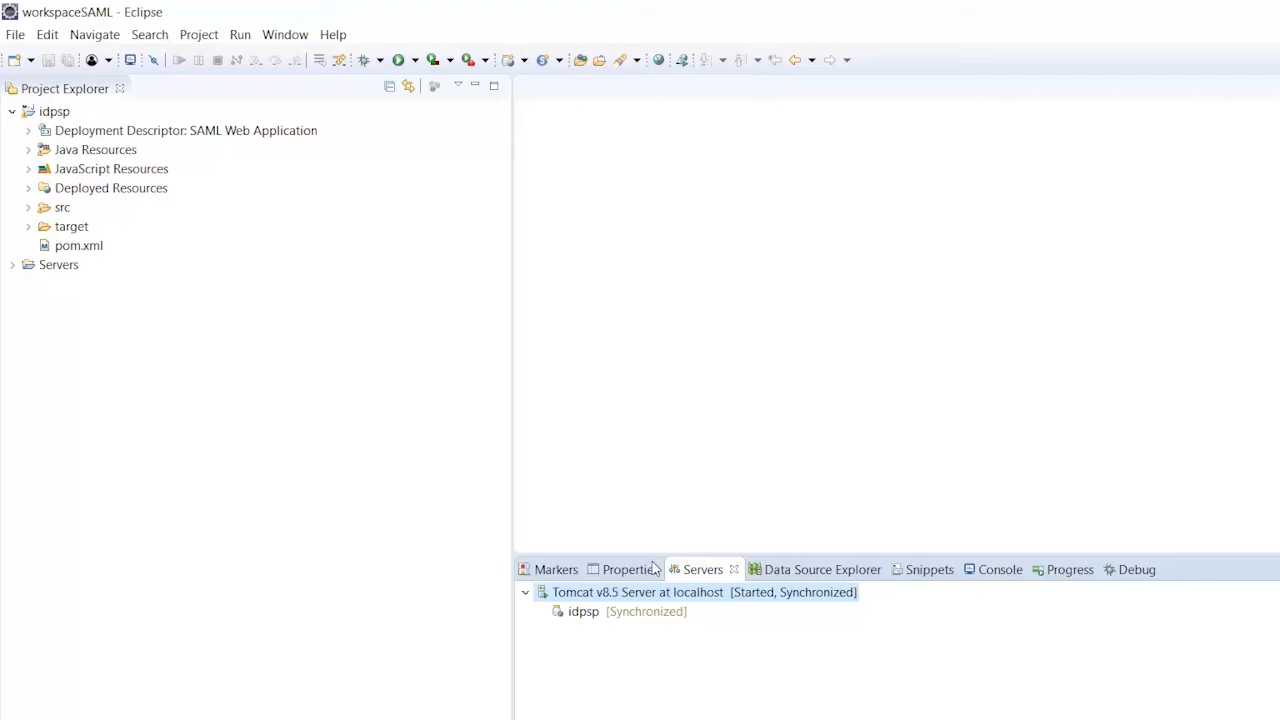 workspaceSAML - Eclipse
File Edit Navigate Search Project Run Window Help
Project Explorer
idpsp
Deployment Descriptor: SAML Web Application
Java Resources
JavaScript Resources
Deployed Resources
src
target
pom.xml
Servers
Markers Propertie Servers Data Source Explorer Snippets Console Progress Debug
Tomcat v8.5 Server at localhost [Started, Synchronized]
idpsp [Synchronized]